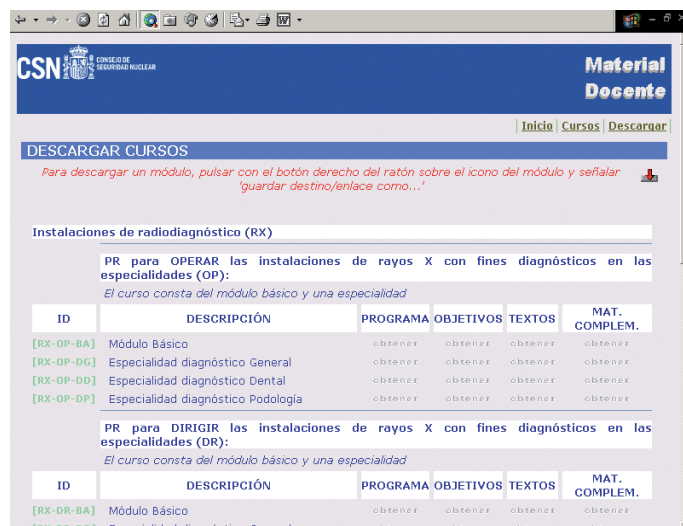 CSN CONSEJO DE
SEGURIDAD NUCLEAR
Material
Docente
Inicio Cursos Descargar
DESCARGAR CURSOS
Para descargar un módulo, pulsar con el botón derecho del ratón sobre el icono del módulo y señalar
'guardar destino/enlace como...'
Instalaciones de radiodiagnóstico (RX)
PR para OPERAR las instalaciones de rayos X con fines diagnósticos en las
especialidades (OP):
El curso consta del módulo básico y una especialidad
ID DESCRIPCIÓN PROGRAMA OBJETIVOS TEXTOS MAT. COMPLEM.
[RX-OP-BA] Módulo Básico obtener obtener obtener obtener
[RX-OP-DG] Especialidad diagnóstico General obtener obtener obtener obtener
[RX-OP-DD] Especialidad diagnóstico Dental obtener obtener obtener obtener
[RX-OP-DP] Especialidad diagnóstico Podología obtener obtener obtener obtener
PR para DIRIGIR las instalaciones de rayos X con fines diagnósticos en las
especialidades (DR):
El curso consta del módulo básico y una especialidad
ID DESCRIPCIÓN PROGRAMA OBJETIVOS TEXTOS MAT. COMPLEM.
[RX-DR-BA] Módulo Básico obtener obtener obtener obtener